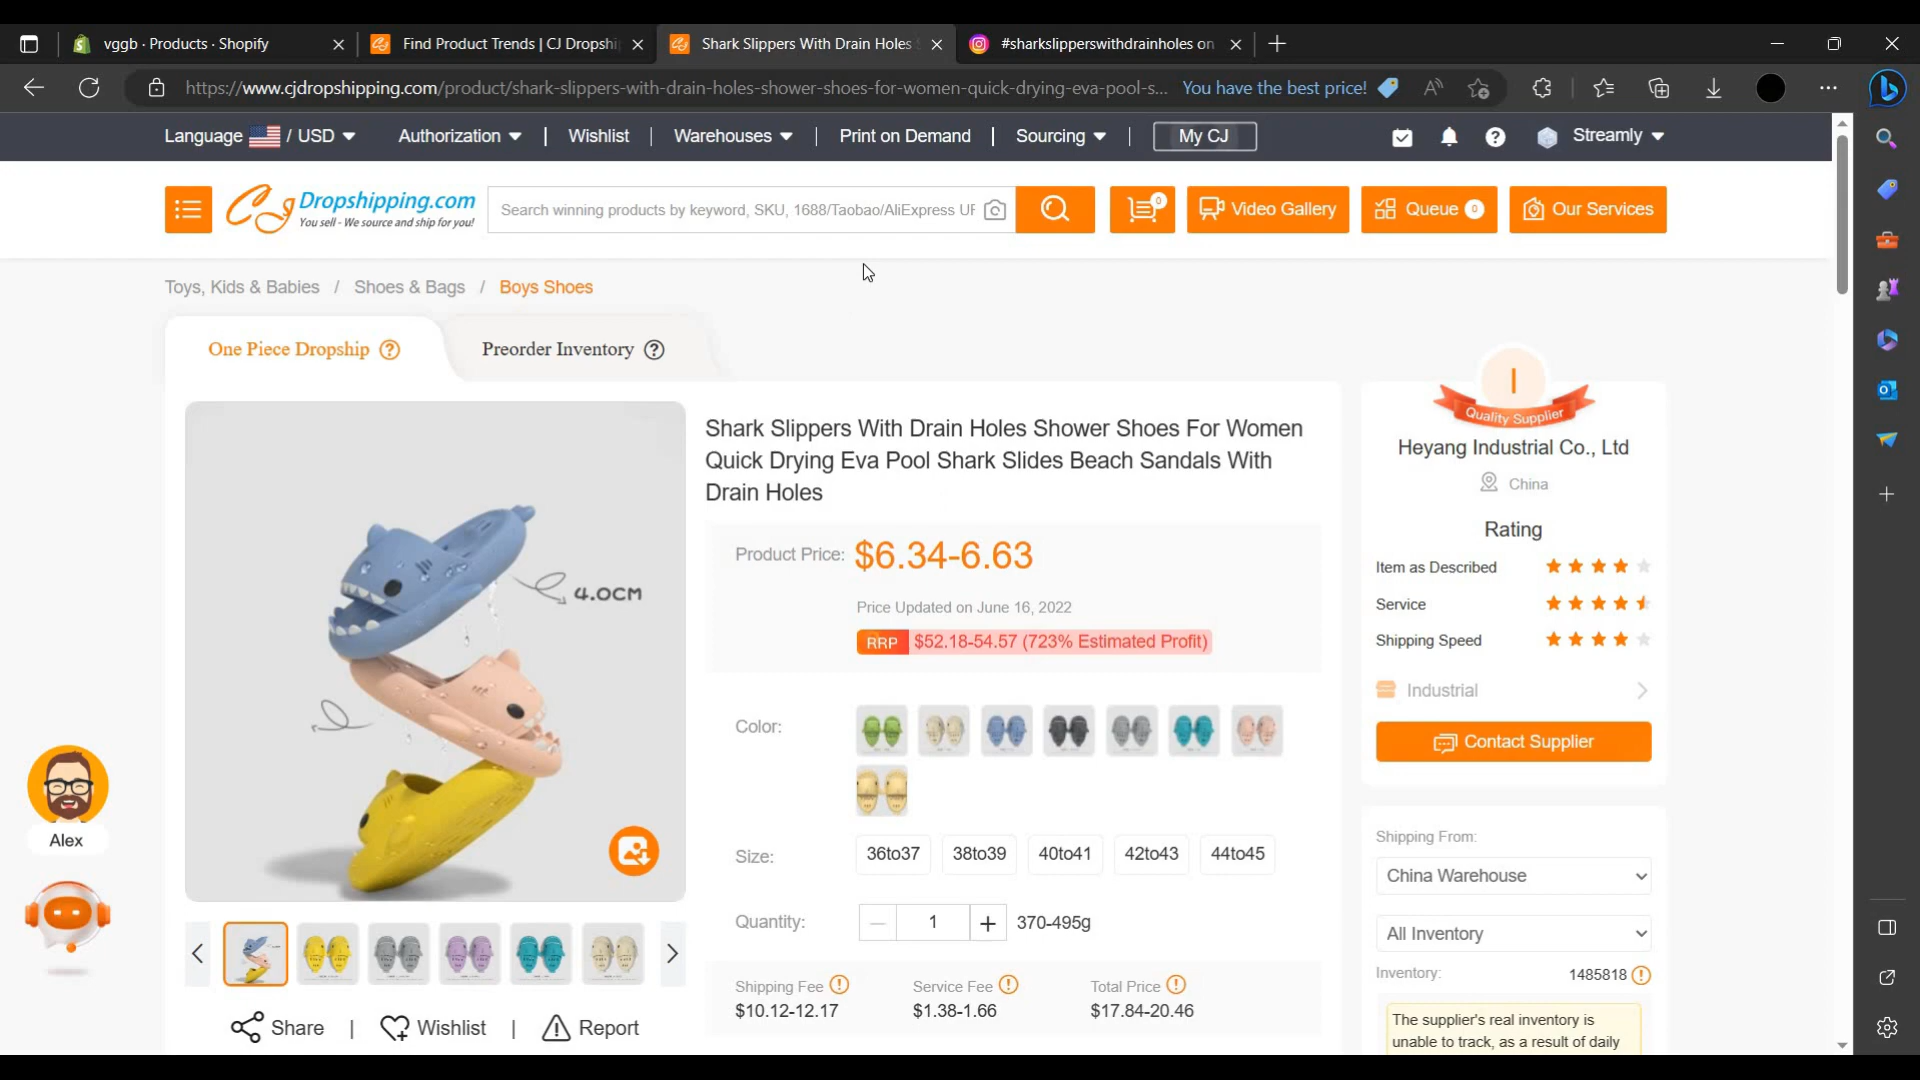 vggb · Products · Shopify
Find Product Trends | CJ Dropshi
Shark Slippers With Drain Holes S
#sharkslipperswithdrainholes on
https://www.cjdropshipping.com/product/shark-slippers-with-drain-holes-shower-shoes-for-women-quick-drying-eva-pool-s...
You have the best price!
Language / USD
Authorization
Wishlist
Warehouses
Print on Demand
Sourcing
My CJ
Streamly
CJ Dropshipping.com
You sell - We source and ship for you!
Search winning products by keyword, SKU, 1688/Taobao/AliExpress UF
0
Video Gallery
Queue 0
Our Services
Toys, Kids & Babies / Shoes & Bags / Boys Shoes
One Piece Dropship ?
Preorder Inventory ?
4.0CM
Shark Slippers With Drain Holes Shower Shoes For Women
Quick Drying Eva Pool Shark Slides Beach Sandals With
Drain Holes
Product Price: $6.34-6.63
Price Updated on June 16, 2022
RRP $52.18-54.57 (723% Estimated Profit)
Color:
Size: 36to37 38to39 40to41 42to43 44to45
Quantity: − 1 + 370-495g
Shipping Fee ! Service Fee ! Total Price !
$10.12-12.17 $1.38-1.66 $17.84-20.46
Share | Wishlist | Report
Alex
I
Quality Supplier
Heyang Industrial Co., Ltd
China
Rating
Item as Described
Service
Shipping Speed
Industrial
Contact Supplier
Shipping From:
China Warehouse
All Inventory
Inventory: 1485818 !
The supplier's real inventory is
unable to track, as a result of daily